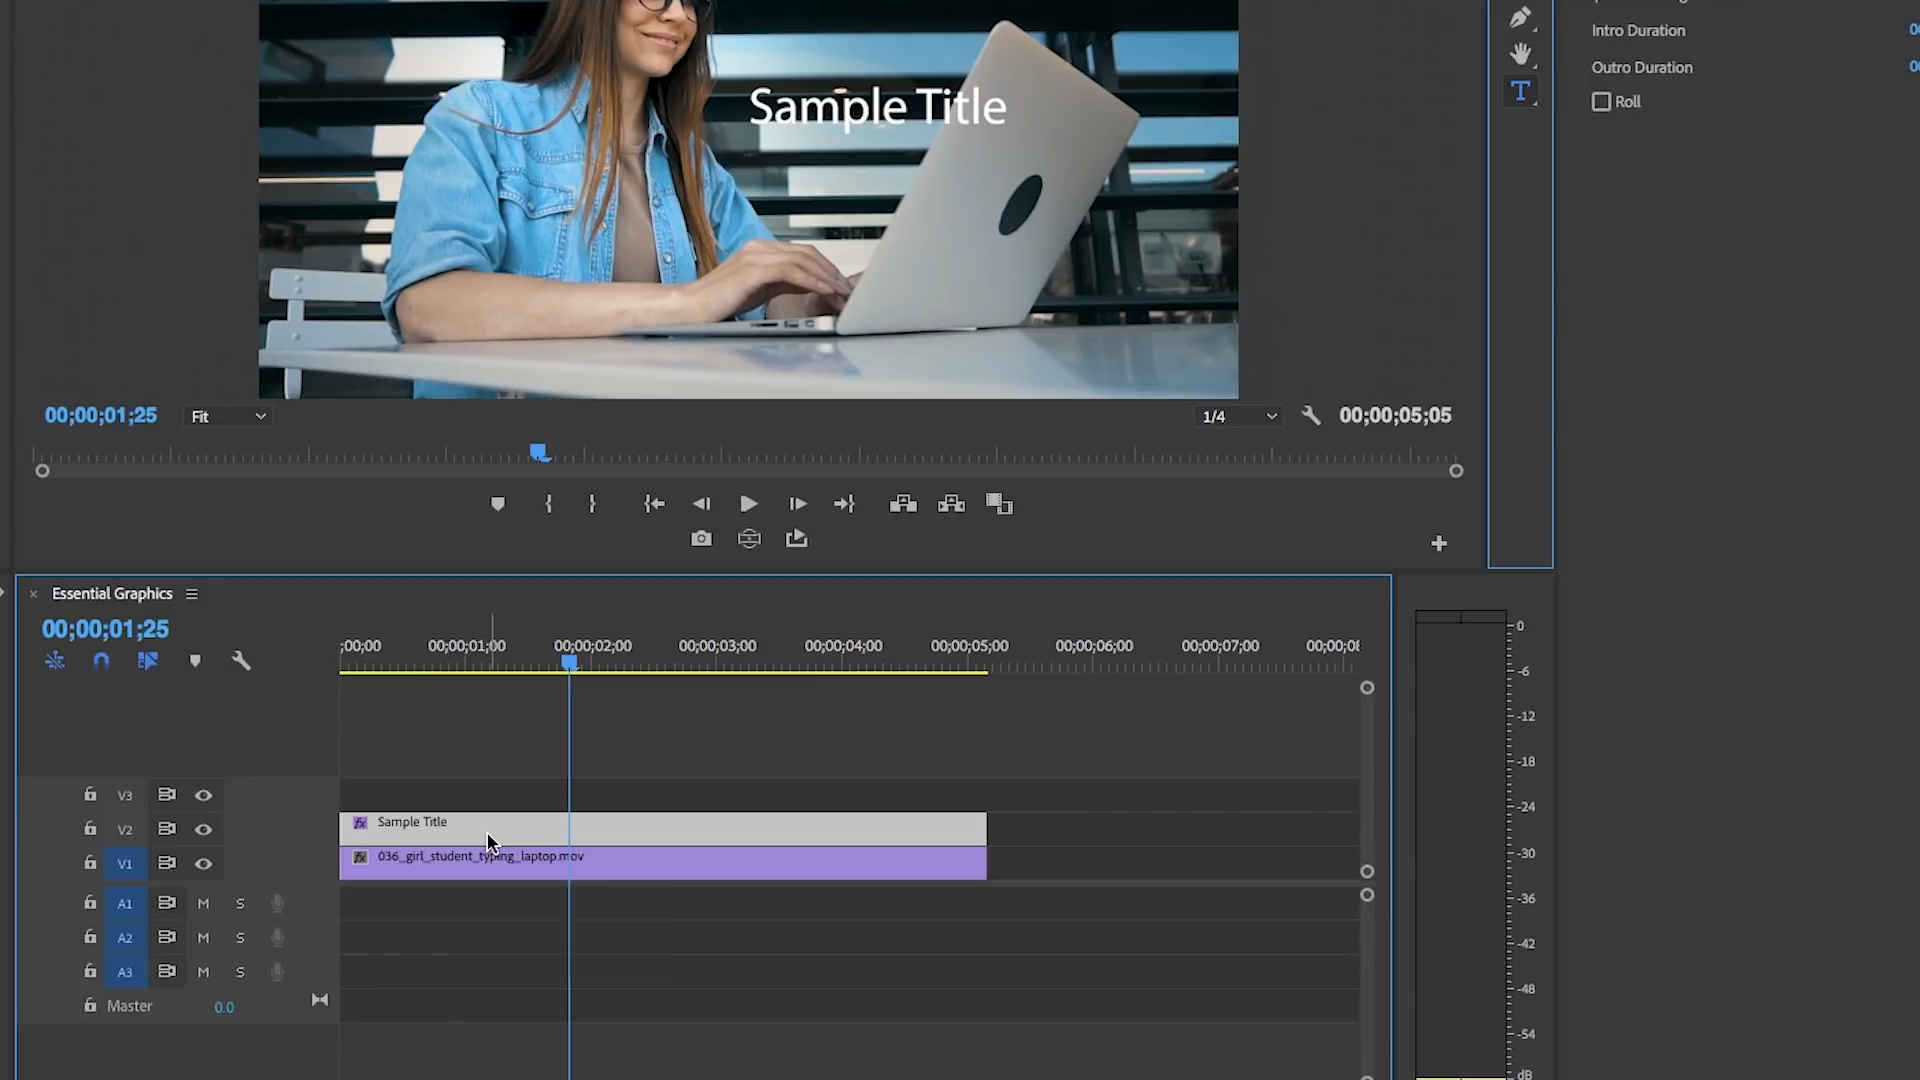 Intro Duration
Outro Duration
Roll
Sample Title
00;00;01;25
Fit
1/4
00;00;05;05
Essential Graphics
00;00;01;25
;00;00
00;00;01;00
00;00;02;00
00;00;03;00
00;00;04;00
00;00;05;00
00;00;06;00
00;00;07;00
V3
V2
fx Sample Title
V1
fx 036_girl_student_typing_laptop.mov
A1 M S
A2 M S
A3 M S
Master 0.0
0
-6
-12
-18
-24
-30
-36
-42
-48
-54
dB